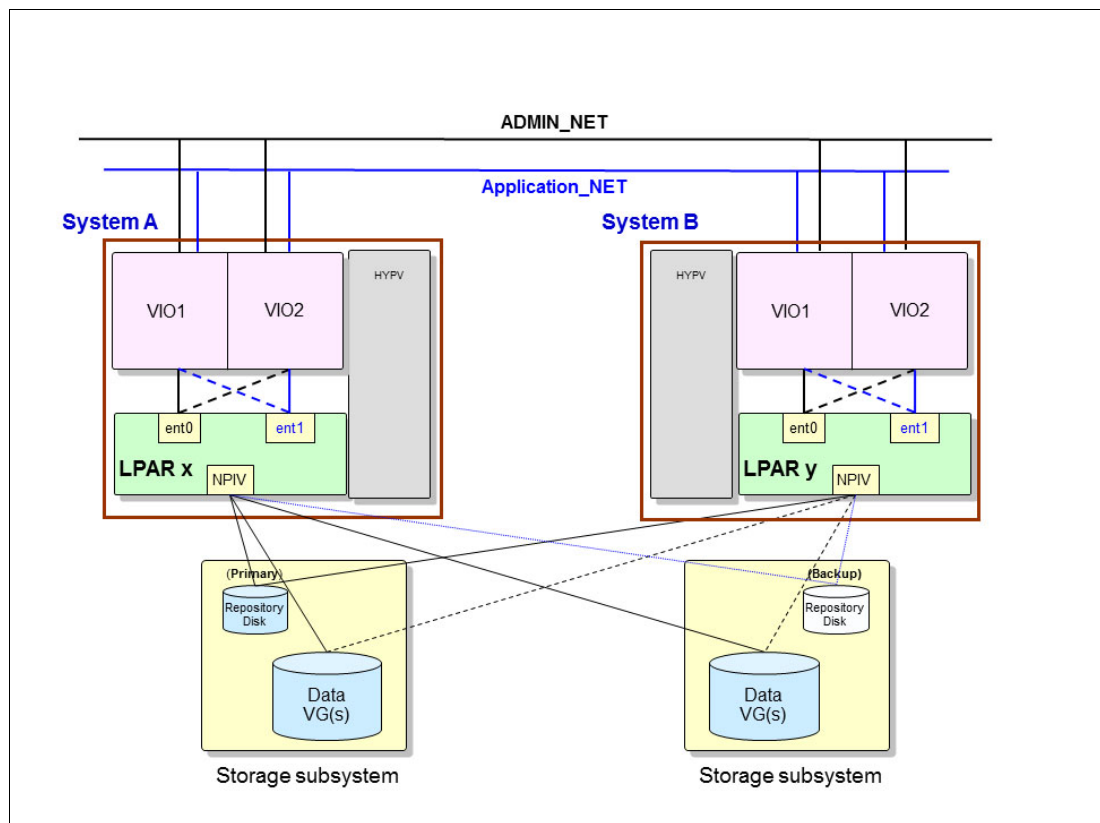 ADMIN_NET
Application_NET
System A
System B
VIO1
VIO2
HYPV
HYPV
VIO1
VIO2
ent0
ent1
LPAR x
NPIV
ent0
ent1
LPAR y
NPIV
(Primary)
Repository
Disk
Data
VG(s)
Storage subsystem
(Backup)
Repository
Disk
Data
VG(s)
Storage subsystem